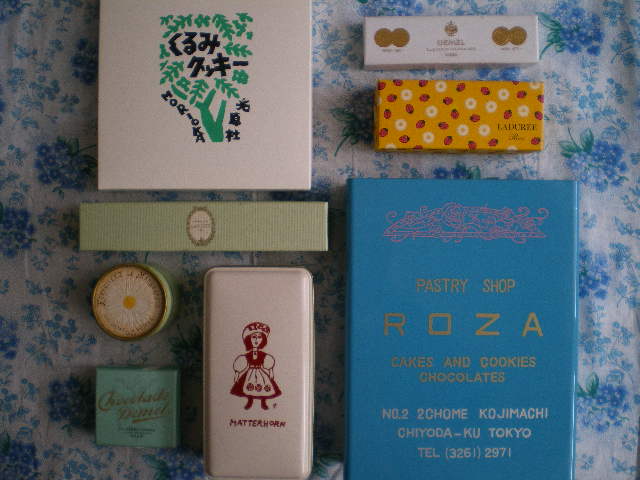 くるみ
クッキー
MORIOKA
光原社
DEMEL
LADURÉE
Paris
PASTRY SHOP
ROZA
CAKES AND COOKIES
CHOCOLATES
NO.2 2CHOME KOJIMACHI
CHIYODA-KU TOKYO
TEL (3261) 2971
MATTERHORN